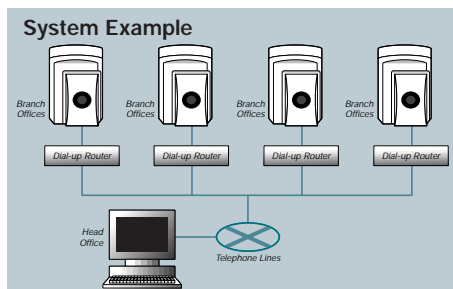 System Example
Branch
Offices
Branch
Offices
Branch
Offices
Branch
Offices
Dial-up Router
Dial-up Router
Dial-up Router
Dial-up Router
Head
Office
Telephone Lines